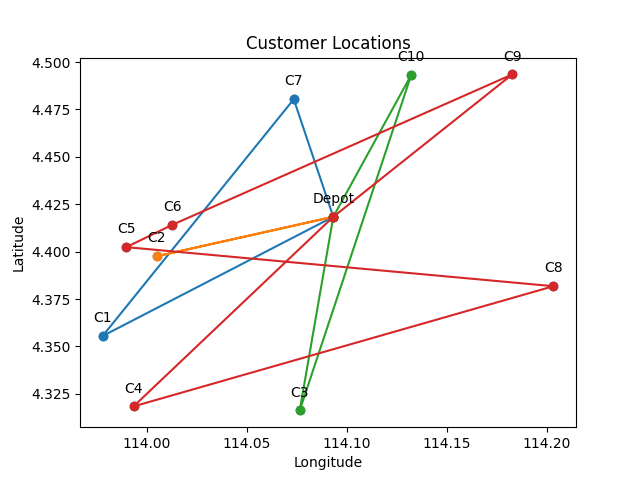 Customer Locations
C10
C9
C7
Depot
C6
C5
C2
C8
C1
C4
C3
4.500
4.475
4.450
4.425
4.400
4.375
4.350
4.325
Latitude
114.00
114.05
114.10
114.15
114.20
Longitude